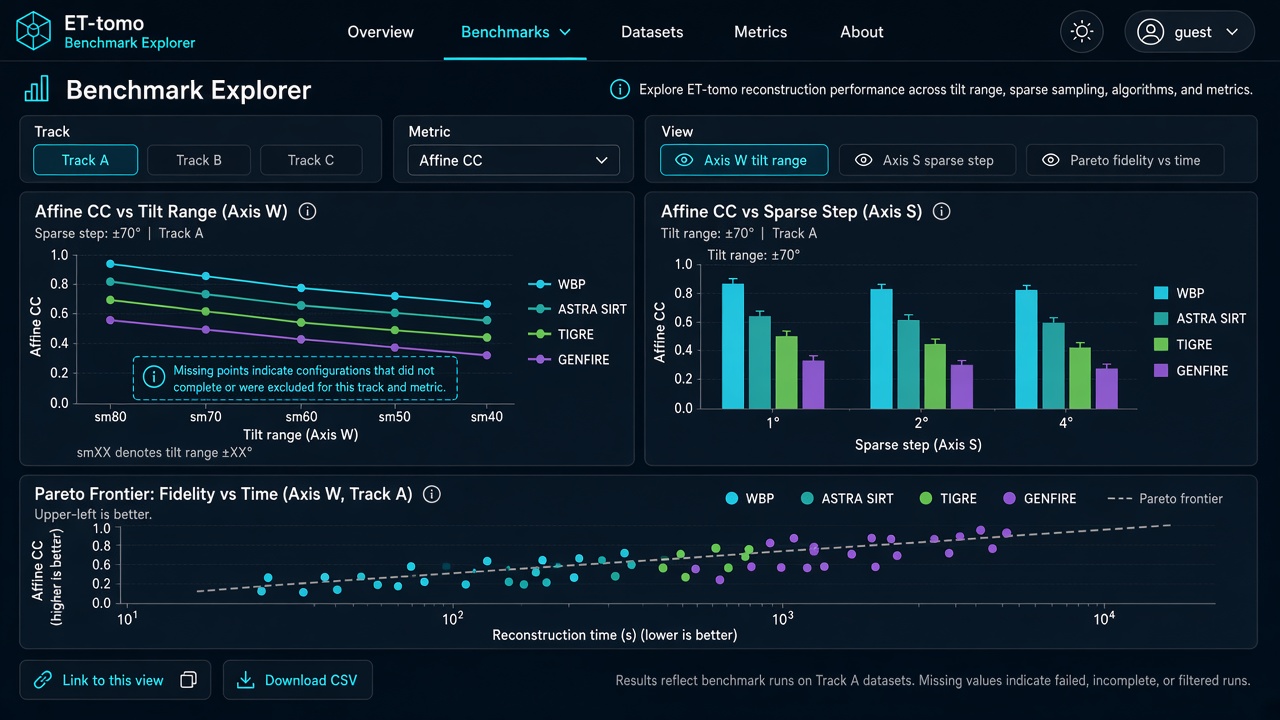 ET-tomo
Benchmark Explorer
Overview
Benchmarks
Datasets
Metrics
About
guest
Benchmark Explorer
Explore ET-tomo reconstruction performance across tilt range, sparse sampling, algorithms, and metrics.
Track
Track A
Track B
Track C
Metric
Affine CC
View
Axis W tilt range
Axis S sparse step
Pareto fidelity vs time
Affine CC vs Tilt Range (Axis W)
Sparse step: ±70° | Track A
Affine CC
1.0
0.8
0.6
0.4
0.2
0.0
WBP
ASTRA SIRT
TIGRE
GENFIRE
Missing points indicate configurations that did not
complete or were excluded for this track and metric.
sm80 sm70 sm60 sm50 sm40
Tilt range (Axis W)
smXX denotes tilt range ±XX°
Affine CC vs Sparse Step (Axis S)
Tilt range: ±70° | Track A
Tilt range: ±70°
Affine CC
1.0
0.8
0.6
0.4
0.2
0.0
WBP
ASTRA SIRT
TIGRE
GENFIRE
1° 2° 4°
Sparse step (Axis S)
Pareto Frontier: Fidelity vs Time (Axis W, Track A)
Upper-left is better.
WBP ASTRA SIRT TIGRE GENFIRE Pareto frontier
Affine CC
(higher is better)
1.0
0.8
0.6
0.2
0.0
10¹ 10² 10³ 10⁴
Reconstruction time (s) (lower is better)
Link to this view
Download CSV
Results reflect benchmark runs on Track A datasets. Missing values indicate failed, incomplete, or filtered runs.